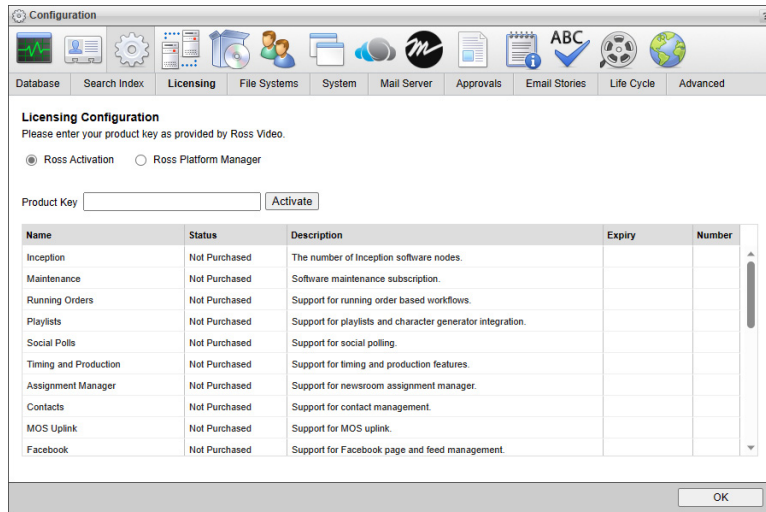 Configuration
?
ABC
Database Search Index Licensing File Systems System Mail Server Approvals Email Stories Life Cycle Advanced
Licensing Configuration
Please enter your product key as provided by Ross Video.
Ross Activation Ross Platform Manager
Product Key Activate
Name Status Description Expiry Number
Inception Not Purchased The number of Inception software nodes.
Maintenance Not Purchased Software maintenance subscription.
Running Orders Not Purchased Support for running order based workflows.
Playlists Not Purchased Support for playlists and character generator integration.
Social Polls Not Purchased Support for social polling.
Timing and Production Not Purchased Support for timing and production features.
Assignment Manager Not Purchased Support for newsroom assignment manager.
Contacts Not Purchased Support for contact management.
MOS Uplink Not Purchased Support for MOS uplink.
Facebook Not Purchased Support for Facebook page and feed management.
OK